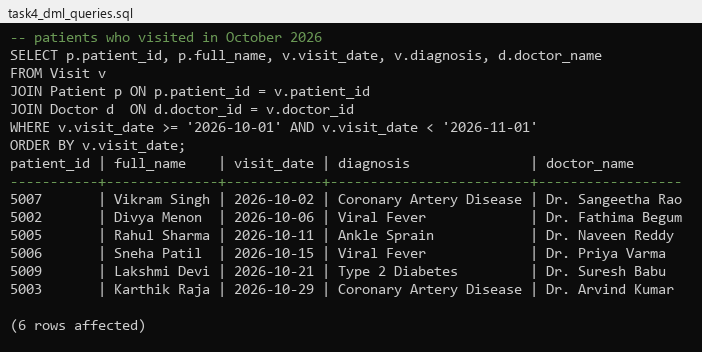 task4_dml_queries.sql
-- patients who visited in October 2026
SELECT p.patient_id, p.full_name, v.visit_date, v.diagnosis, d.doctor_name
FROM Visit v
JOIN Patient p ON p.patient_id = v.patient_id
JOIN Doctor d  ON d.doctor_id = v.doctor_id
WHERE v.visit_date >= '2026-10-01' AND v.visit_date < '2026-11-01'
ORDER BY v.visit_date;
patient_id | full_name    | visit_date | diagnosis               | doctor_name
-----------+--------------+------------+-------------------------+------------------
5007       | Vikram Singh | 2026-10-02 | Coronary Artery Disease | Dr. Sangeetha Rao
5002       | Divya Menon  | 2026-10-06 | Viral Fever             | Dr. Fathima Begum
5005       | Rahul Sharma | 2026-10-11 | Ankle Sprain            | Dr. Naveen Reddy
5006       | Sneha Patil  | 2026-10-15 | Viral Fever             | Dr. Priya Varma
5009       | Lakshmi Devi | 2026-10-21 | Type 2 Diabetes         | Dr. Suresh Babu
5003       | Karthik Raja | 2026-10-29 | Coronary Artery Disease | Dr. Arvind Kumar
(6 rows affected)